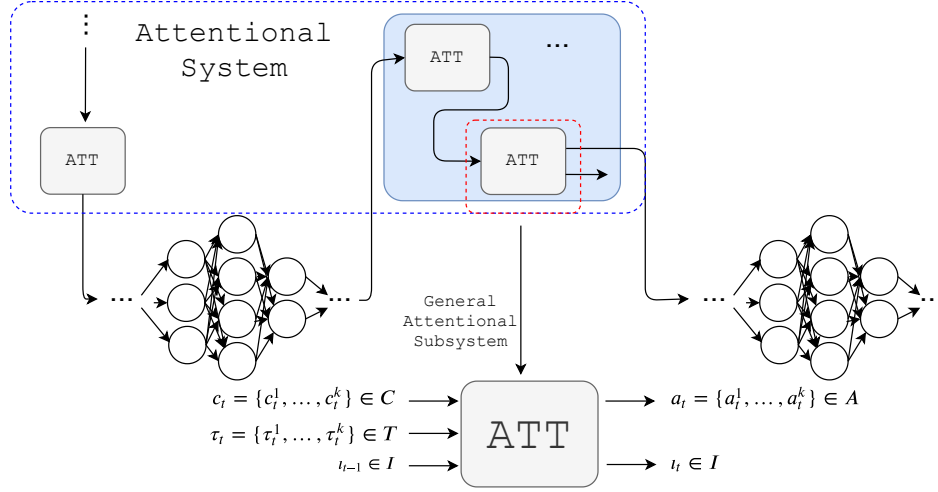 ⋮
Attentional
System
...
ATT
ATT
ATT
...
...
...
...
General
Attentional
Subsystem
c_t = {c_t^1, . . . , c_t^k} ∈ C
a_t = {a_t^1, . . . , a_t^k} ∈ A
τ_t = {τ_t^1, . . . , τ_t^k} ∈ T
ATT
ι_{t−1} ∈ I
ι_t ∈ I